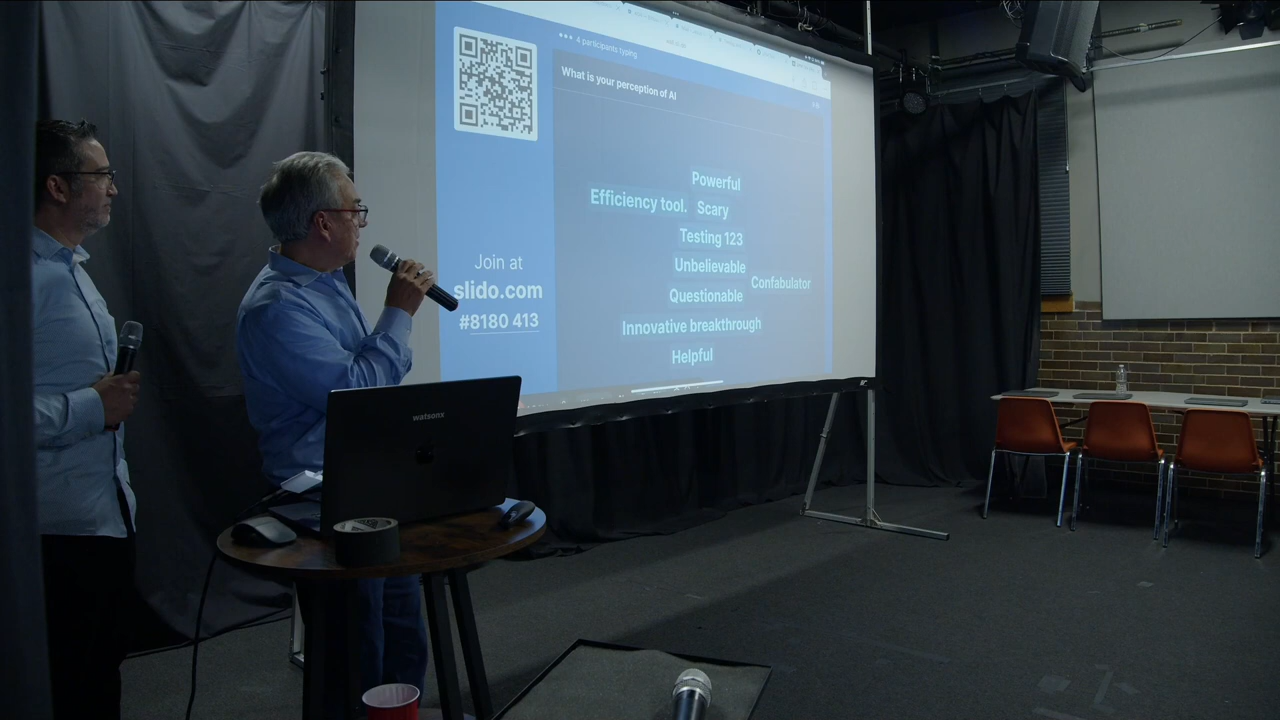 4 participants typing
What is your perception of AI
Powerful
Efficiency tool.
Scary
Testing 123
Unbelievable
Confabulator
Questionable
Innovative breakthrough
Helpful
Join at
slido.com
#8180 413
watsonx